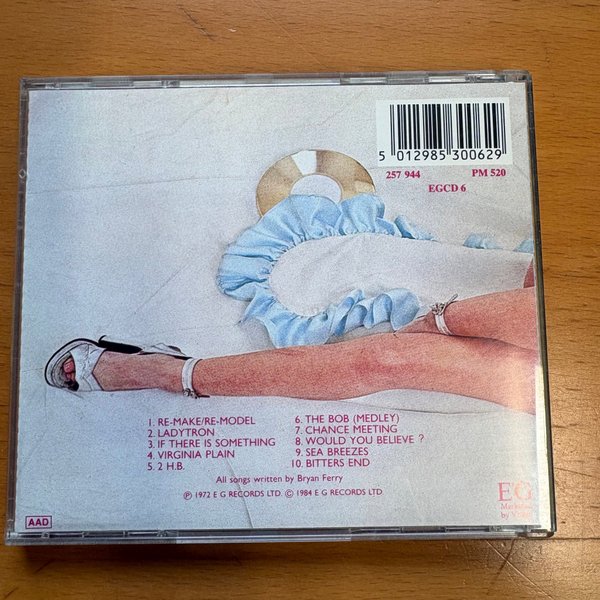 5 012985 300629
257 944 PM 520
EGCD 6
1. RE-MAKE/RE-MODEL
2. LADYTRON
3. IF THERE IS SOMETHING
4. VIRGINIA PLAIN
5. 2 H.B.
6. THE BOB (MEDLEY)
7. CHANCE MEETING
8. WOULD YOU BELIEVE ?
9. SEA BREEZES
10. BITTERS END
All songs written by Bryan Ferry
℗ 1972 E G RECORDS LTD. © 1984 E G RECORDS LTD
AAD
EG
by